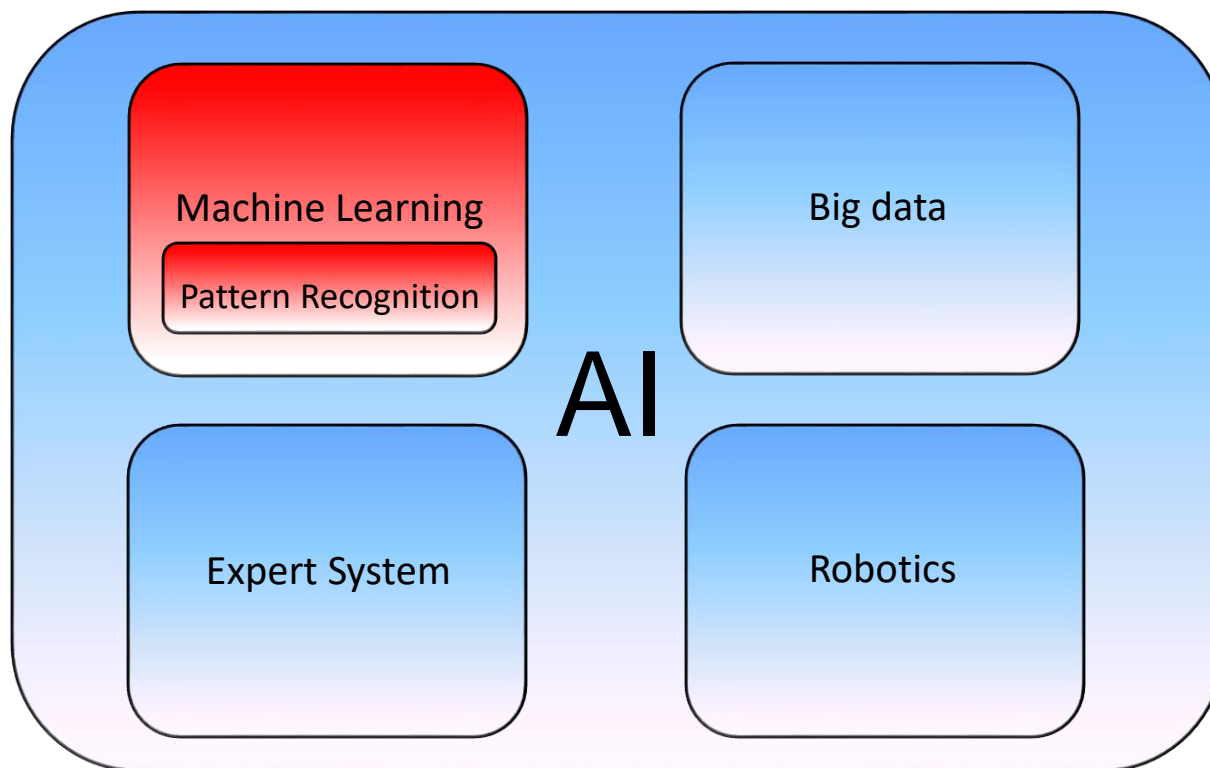 Machine Learning
Pattern Recognition
Big data
AI
Expert System
Robotics